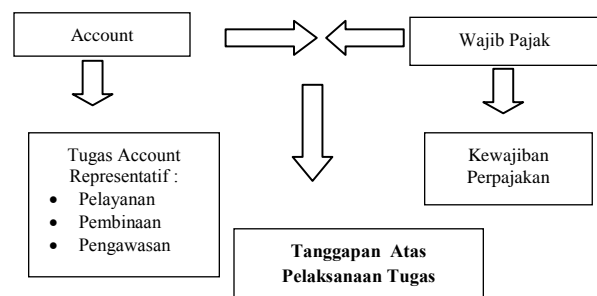 Account
Wajib Pajak
Tugas Account
Representatif :
• Pelayanan
• Pembinaan
• Pengawasan
Kewajiban
Perpajakan
Tanggapan Atas
Pelaksanaan Tugas